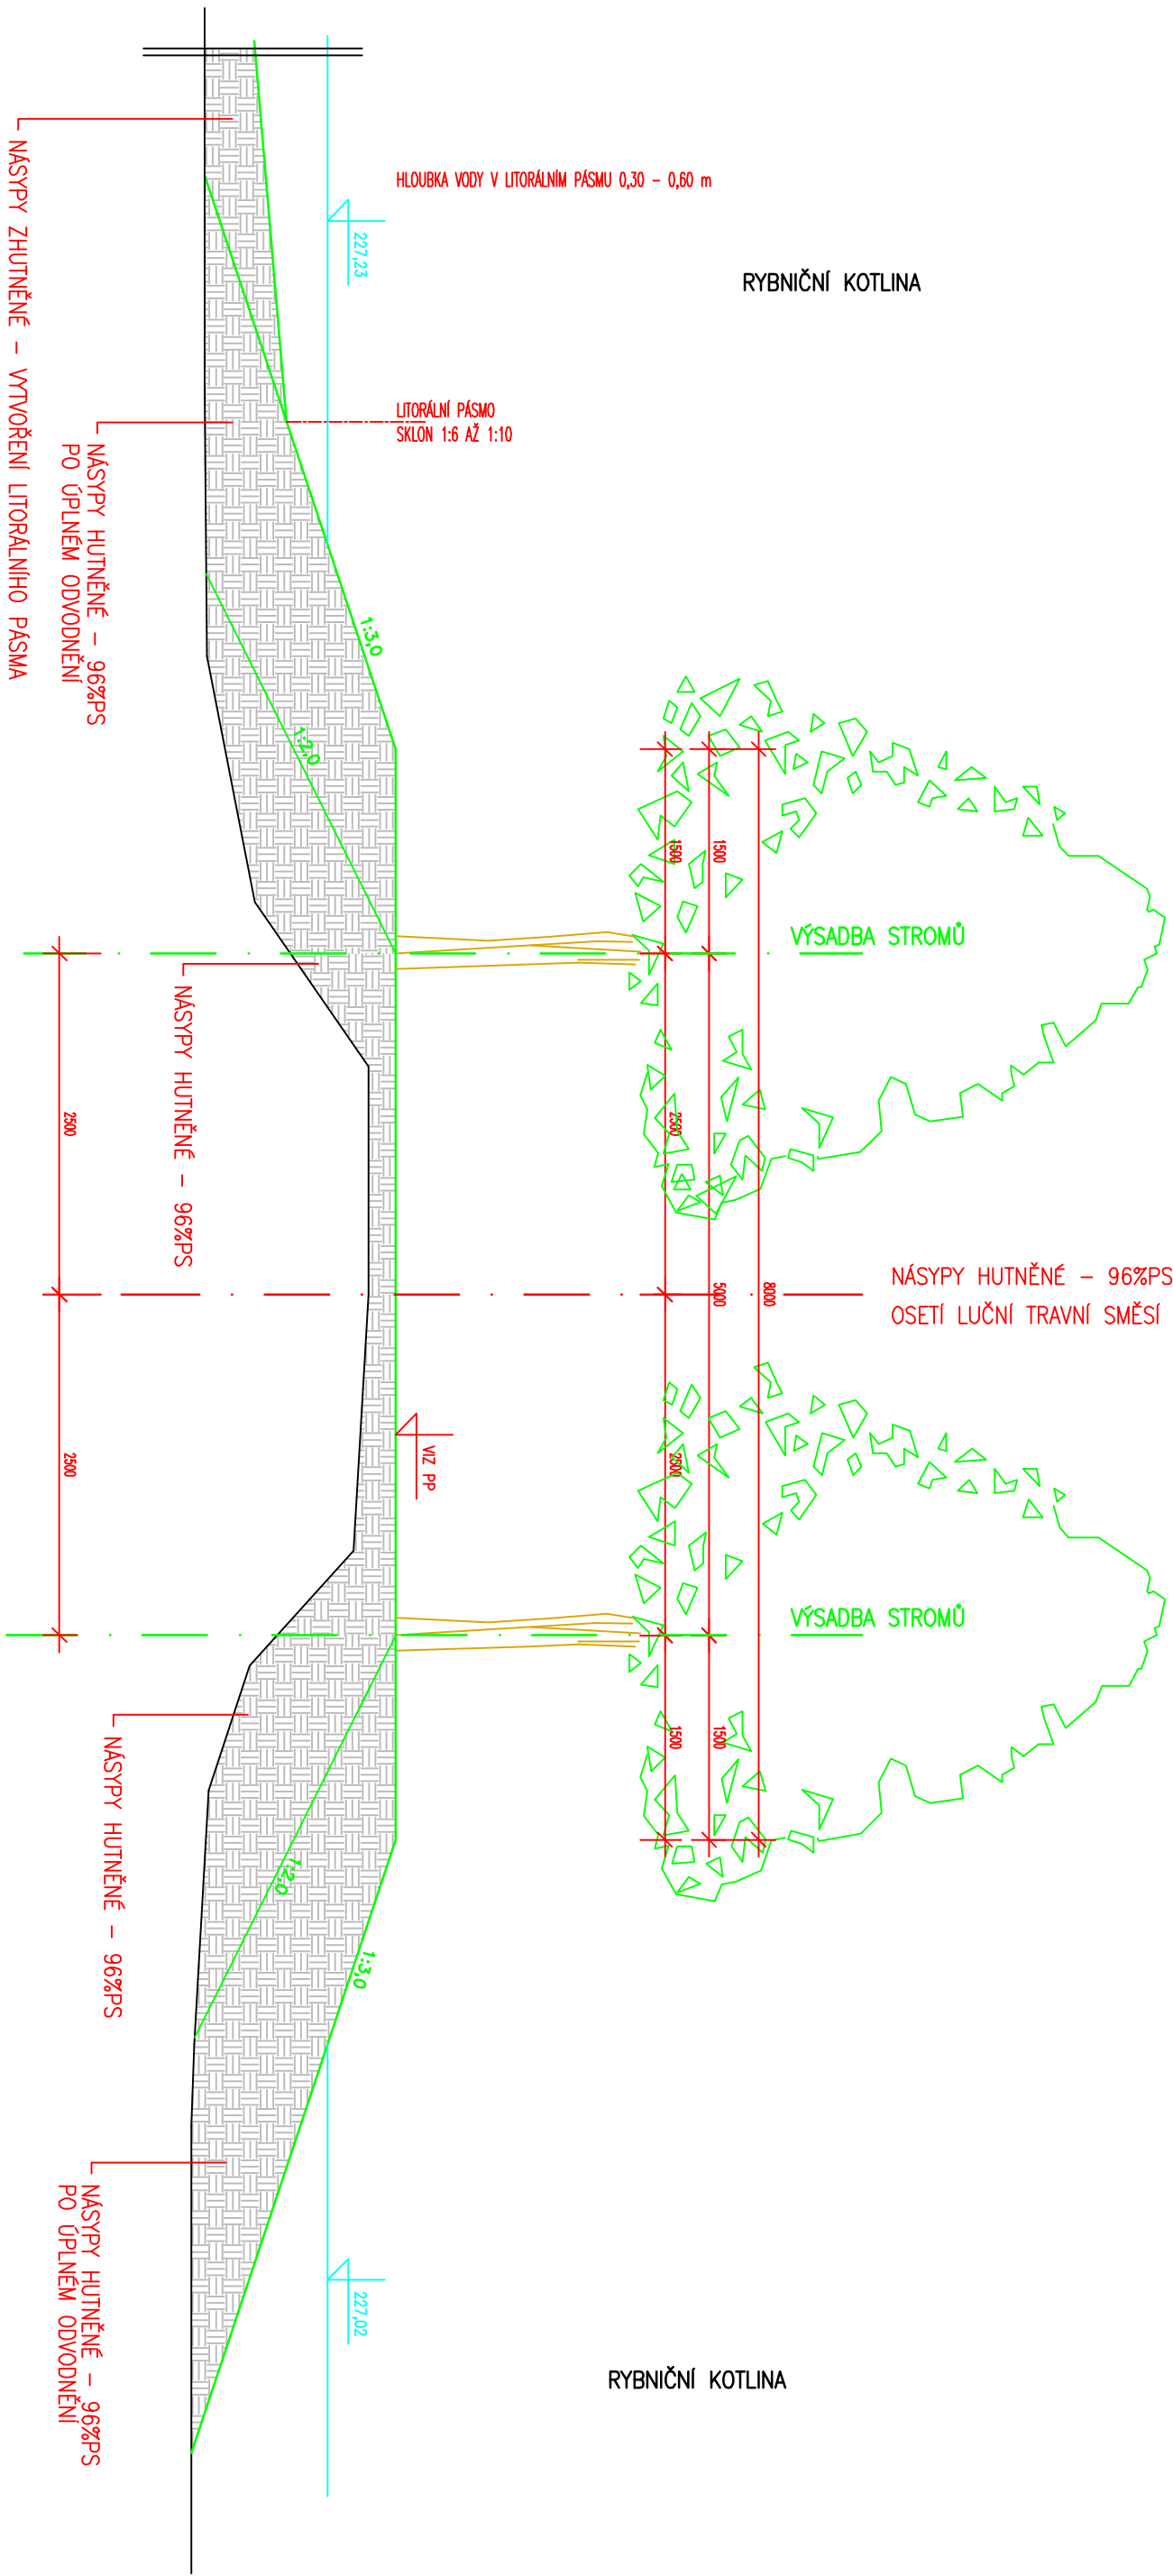 HLOUBKA VODY V LITORÁLNÍM PÁSMU 0,30 - 0,60 m
227,23
RYBNIČNÍ KOTLINA
NÁSYPY ZHUTNĚNÉ - VYTVOŘENÍ LITORÁLNÍHO PÁSMA
LITORÁLNÍ PÁSMO
SKLON 1:6 AŽ 1:10
NÁSYPY HUTNĚNÉ - 96%PS
PO ÚPLNÉM ODVODNĚNÍ
1:3,0
1:2,0
1500
1500
VÝSADBA STROMŮ
NÁSYPY HUTNĚNÉ - 96%PS
2500
2500
5000
8000
NÁSYPY HUTNĚNÉ - 96%PS
OSETÍ LUČNÍ TRAVNÍ SMĚSÍ
VIZ PP
2500
2500
VÝSADBA STROMŮ
1500
1500
NÁSYPY HUTNĚNÉ - 96%PS
1:2,0
1:3,0
NÁSYPY HUTNĚNÉ - 96%PS
PO ÚPLNÉM ODVODNĚNÍ
227,02
RYBNIČNÍ KOTLINA